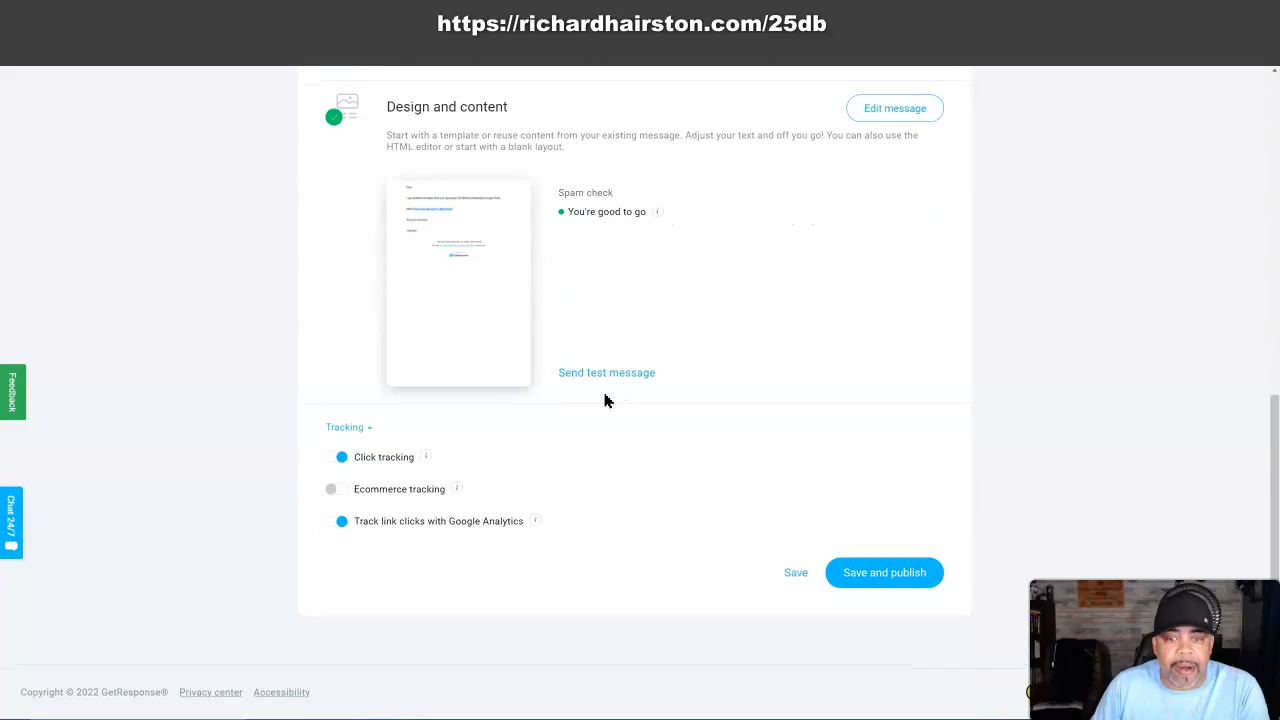 https://richardhairston.com/25db
Design and content
Edit message
Start with a template or reuse content from your existing message. Adjust your text and off you go! You can also use the
HTML editor or start with a blank layout.
Spam check
You're good to go
Send test message
Feedback
Tracking
Click tracking
Ecommerce tracking
Track link clicks with Google Analytics
Chat 24/7
Save
Save and publish
Copyright © 2022 GetResponse® Privacy center Accessibility